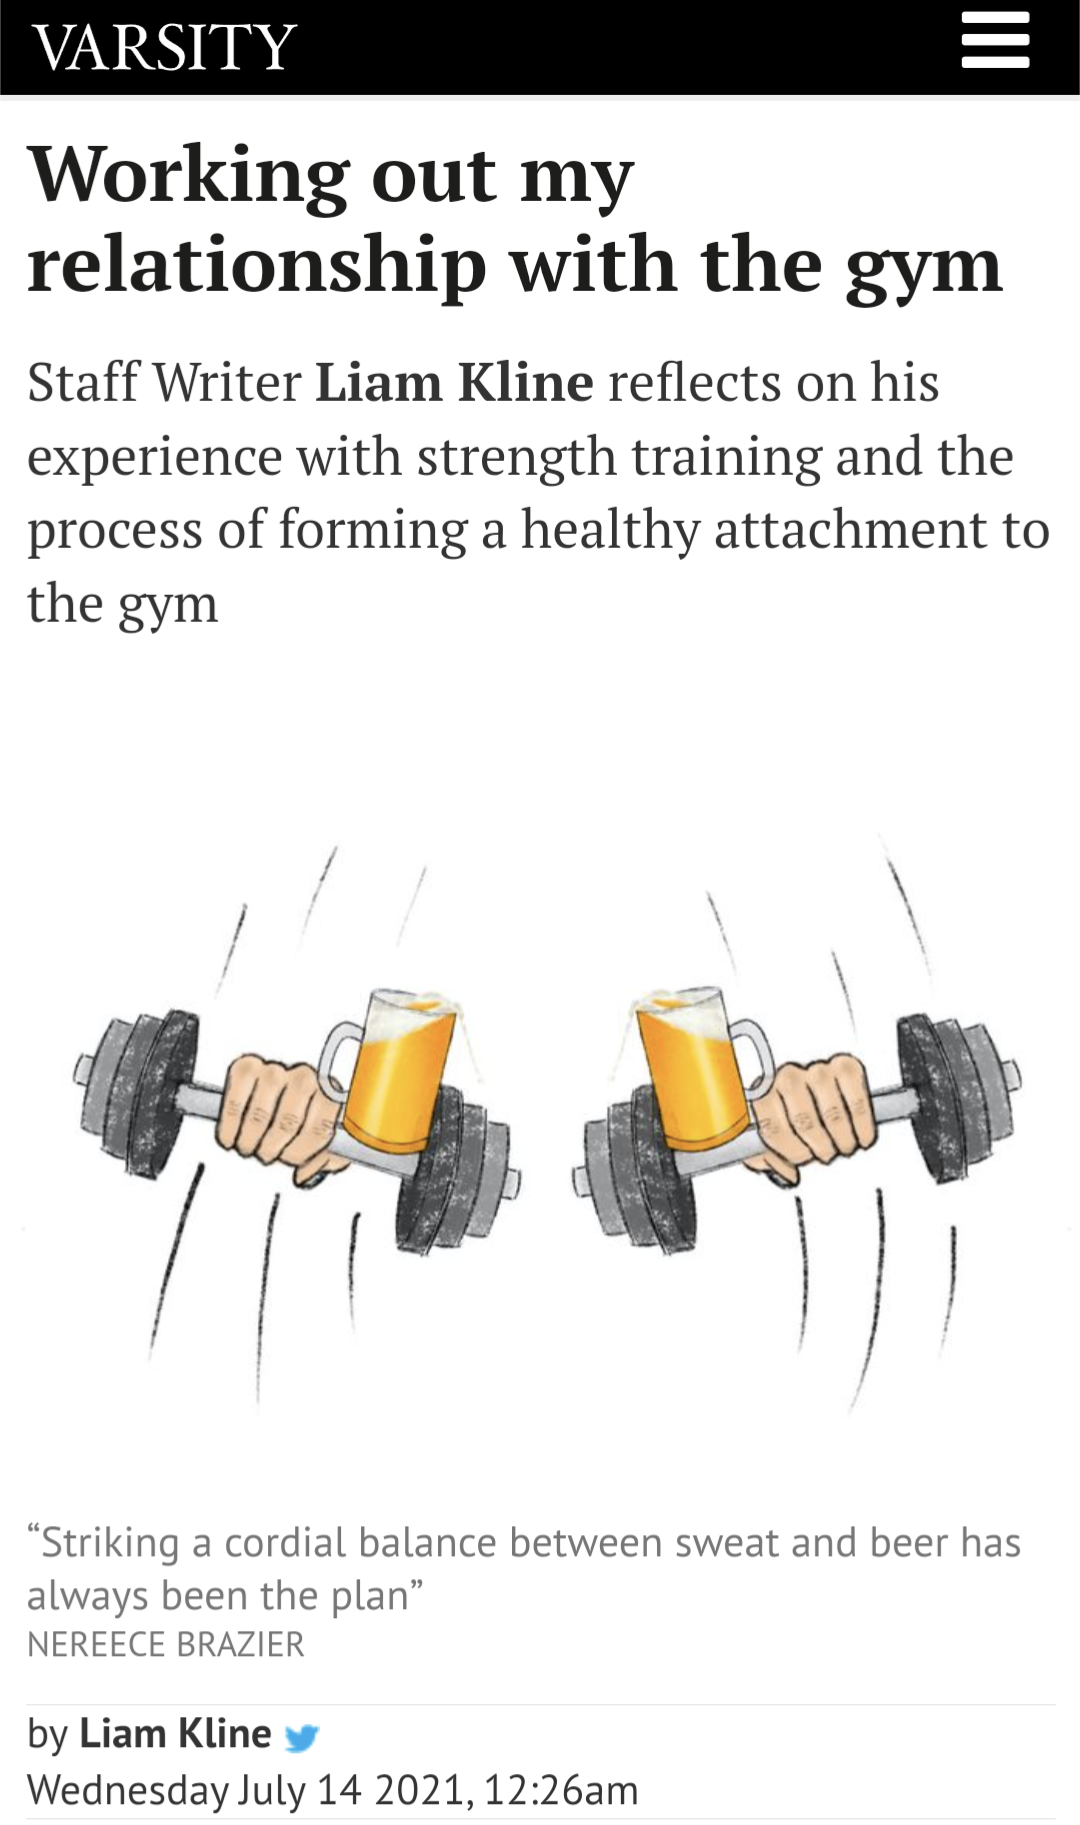 VARSITY
Working out my
relationship with the gym
Staff Writer Liam Kline reflects on his
experience with strength training and the
process of forming a healthy attachment to
the gym
“Striking a cordial balance between sweat and beer has
always been the plan”
NEREECE BRAZIER
by Liam Kline
Wednesday July 14 2021, 12:26am